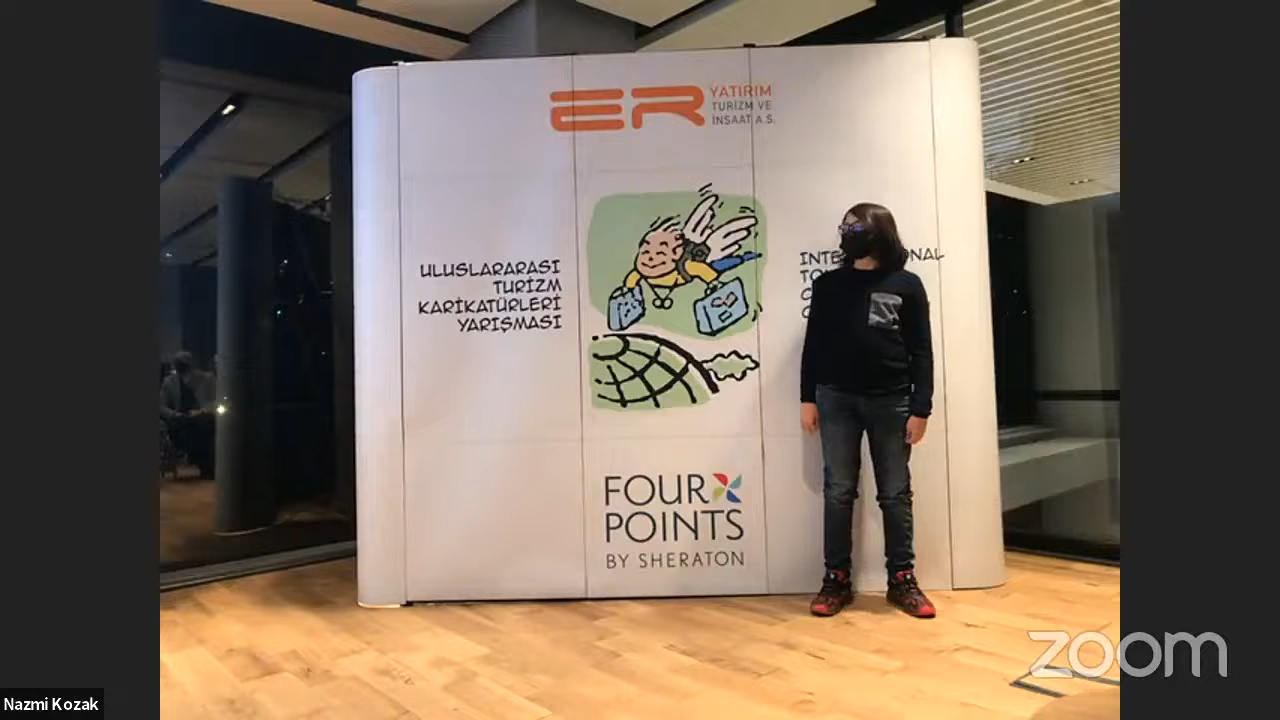 ER
YATIRIM
TURİZM VE
İNŞAAT A.Ş.
ULUSLARARASI
TURİZM
KARİKATÜRLERİ
YARIŞMASI
FOUR
POINTS
BY SHERATON
zoom
Nazmi Kozak